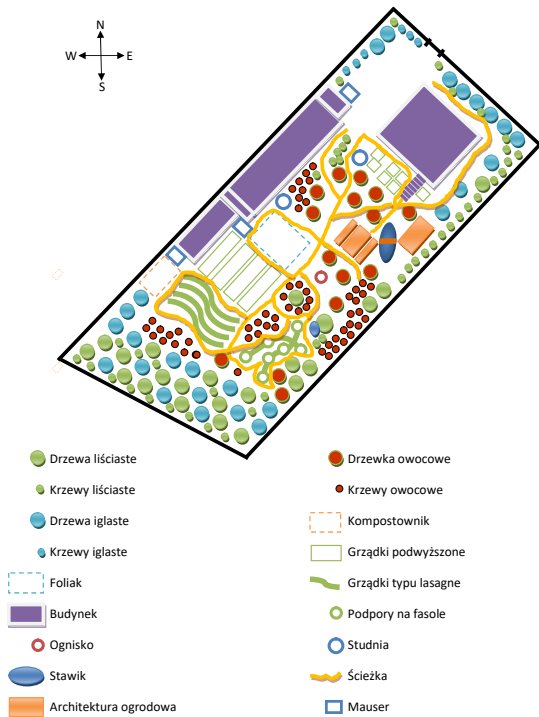 N
W E
S
Drzewa liściaste
Krzewy liściaste
Drzewa iglaste
Krzewy iglaste
Foliak
Budynek
Ognisko
Stawik
Architektura ogrodowa
Drzewka owocowe
Krzewy owocowe
Kompostownik
Grządki podwyższone
Grządki typu lasagne
Podpory na fasole
Studnia
Ścieżka
Mauser